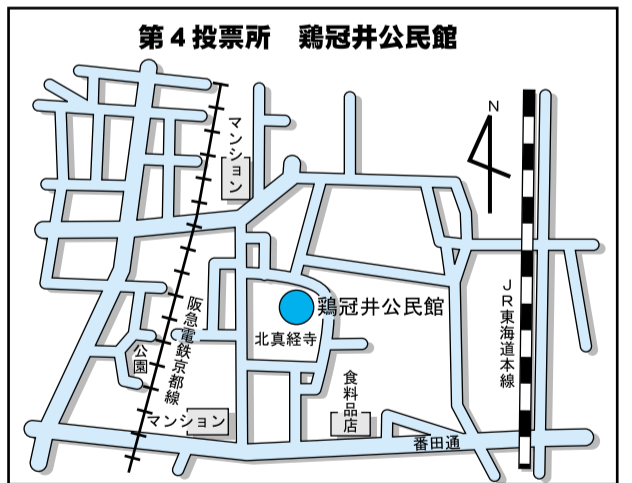 第4投票所　鶏冠井公民館
マンション
N
鶏冠井公民館
北真経寺
阪急電鉄京都線
公園
JR東海道本線
食料品店
マンション
番田通